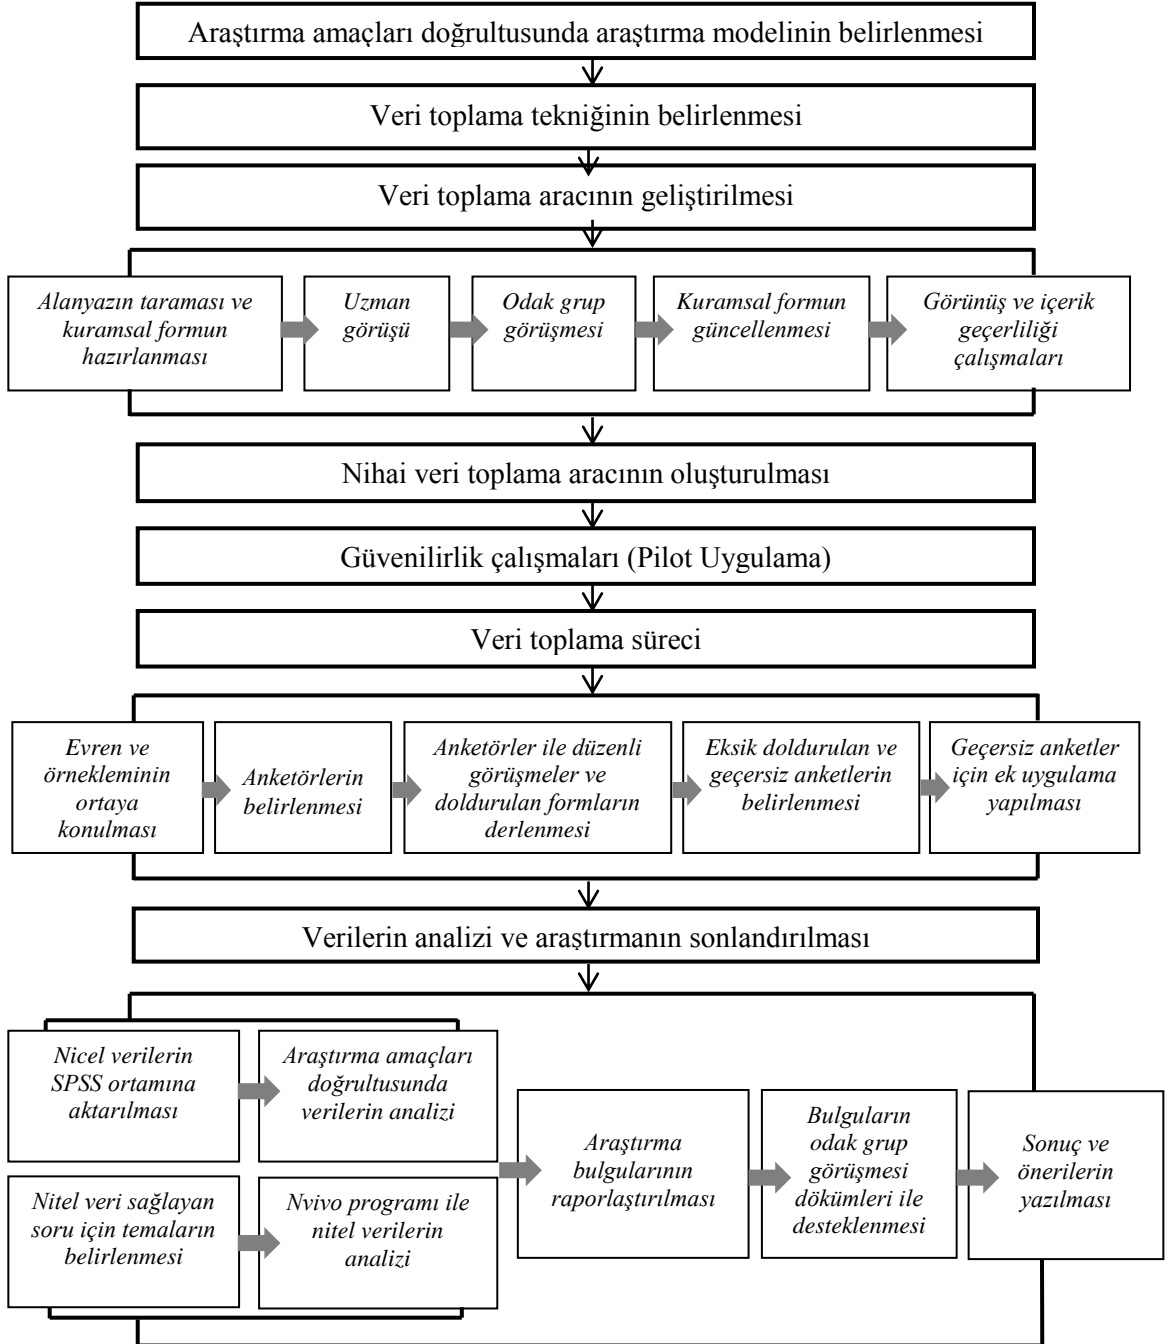 Araştırma amaçları doğrultusunda araştırma modelinin belirlenmesi
Veri toplama tekniğinin belirlenmesi
Veri toplama aracının geliştirilmesi
Alanyazın taraması ve
kuramsal formun
hazırlanması
Uzman
görüşü
Odak grup
görüşmesi
Kuramsal formun
güncellenmesi
Görünüş ve içerik
geçerliliği
çalışmaları
Nihai veri toplama aracının oluşturulması
Güvenilirlik çalışmaları (Pilot Uygulama)
Veri toplama süreci
Evren ve
örnekleminin
ortaya
konulması
Anketörlerin
belirlenmesi
Anketörler ile düzenli
görüşmeler ve
doldurulan formların
derlenmesi
Eksik doldurulan ve
geçersiz anketlerin
belirlenmesi
Geçersiz anketler
için ek uygulama
yapılması
Verilerin analizi ve araştırmanın sonlandırılması
Nicel verilerin
SPSS ortamına
aktarılması
Araştırma amaçları
doğrultusunda
verilerin analizi
Nitel veri sağlayan
soru için temaların
belirlenmesi
Nvivo programı ile
nitel verilerin
analizi
Araştırma
bulgularının
raporlaştırılması
Bulguların
odak grup
görüşmesi
dökümleri ile
desteklenmesi
Sonuç ve
önerilerin
yazılması